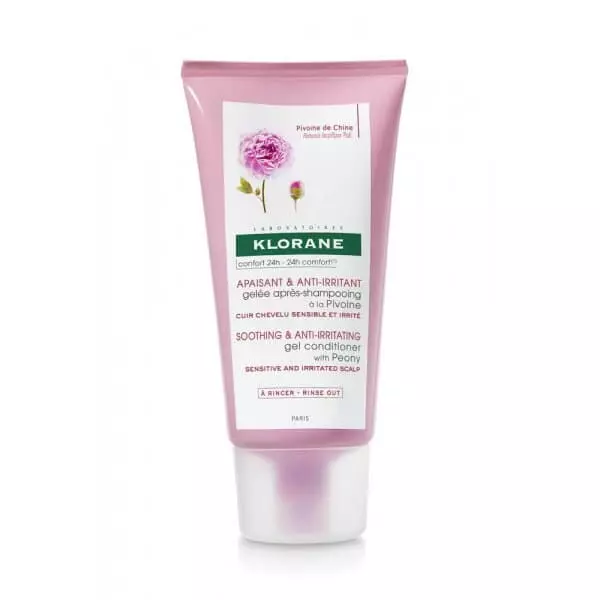 Pivoine de Chine
LABORATOIRES
KLORANE
confort 24h - 24h comfort
APAISANT & ANTI-IRRITANT
gelée après-shampooing
à la Pivoine
CUIR CHEVELU SENSIBLE ET IRRITÉ
SOOTHING & ANTI-IRRITATING
gel conditioner
with Peony
SENSITIVE AND IRRITATED SCALP
À RINCER - RINSE OUT
PARIS